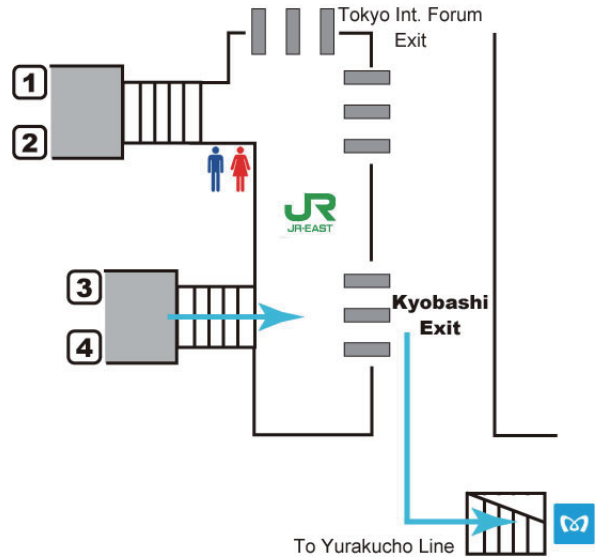 Tokyo Int. Forum
Exit
1
2
JR
JR-EAST
3
4
Kyobashi
Exit
To Yurakucho Line